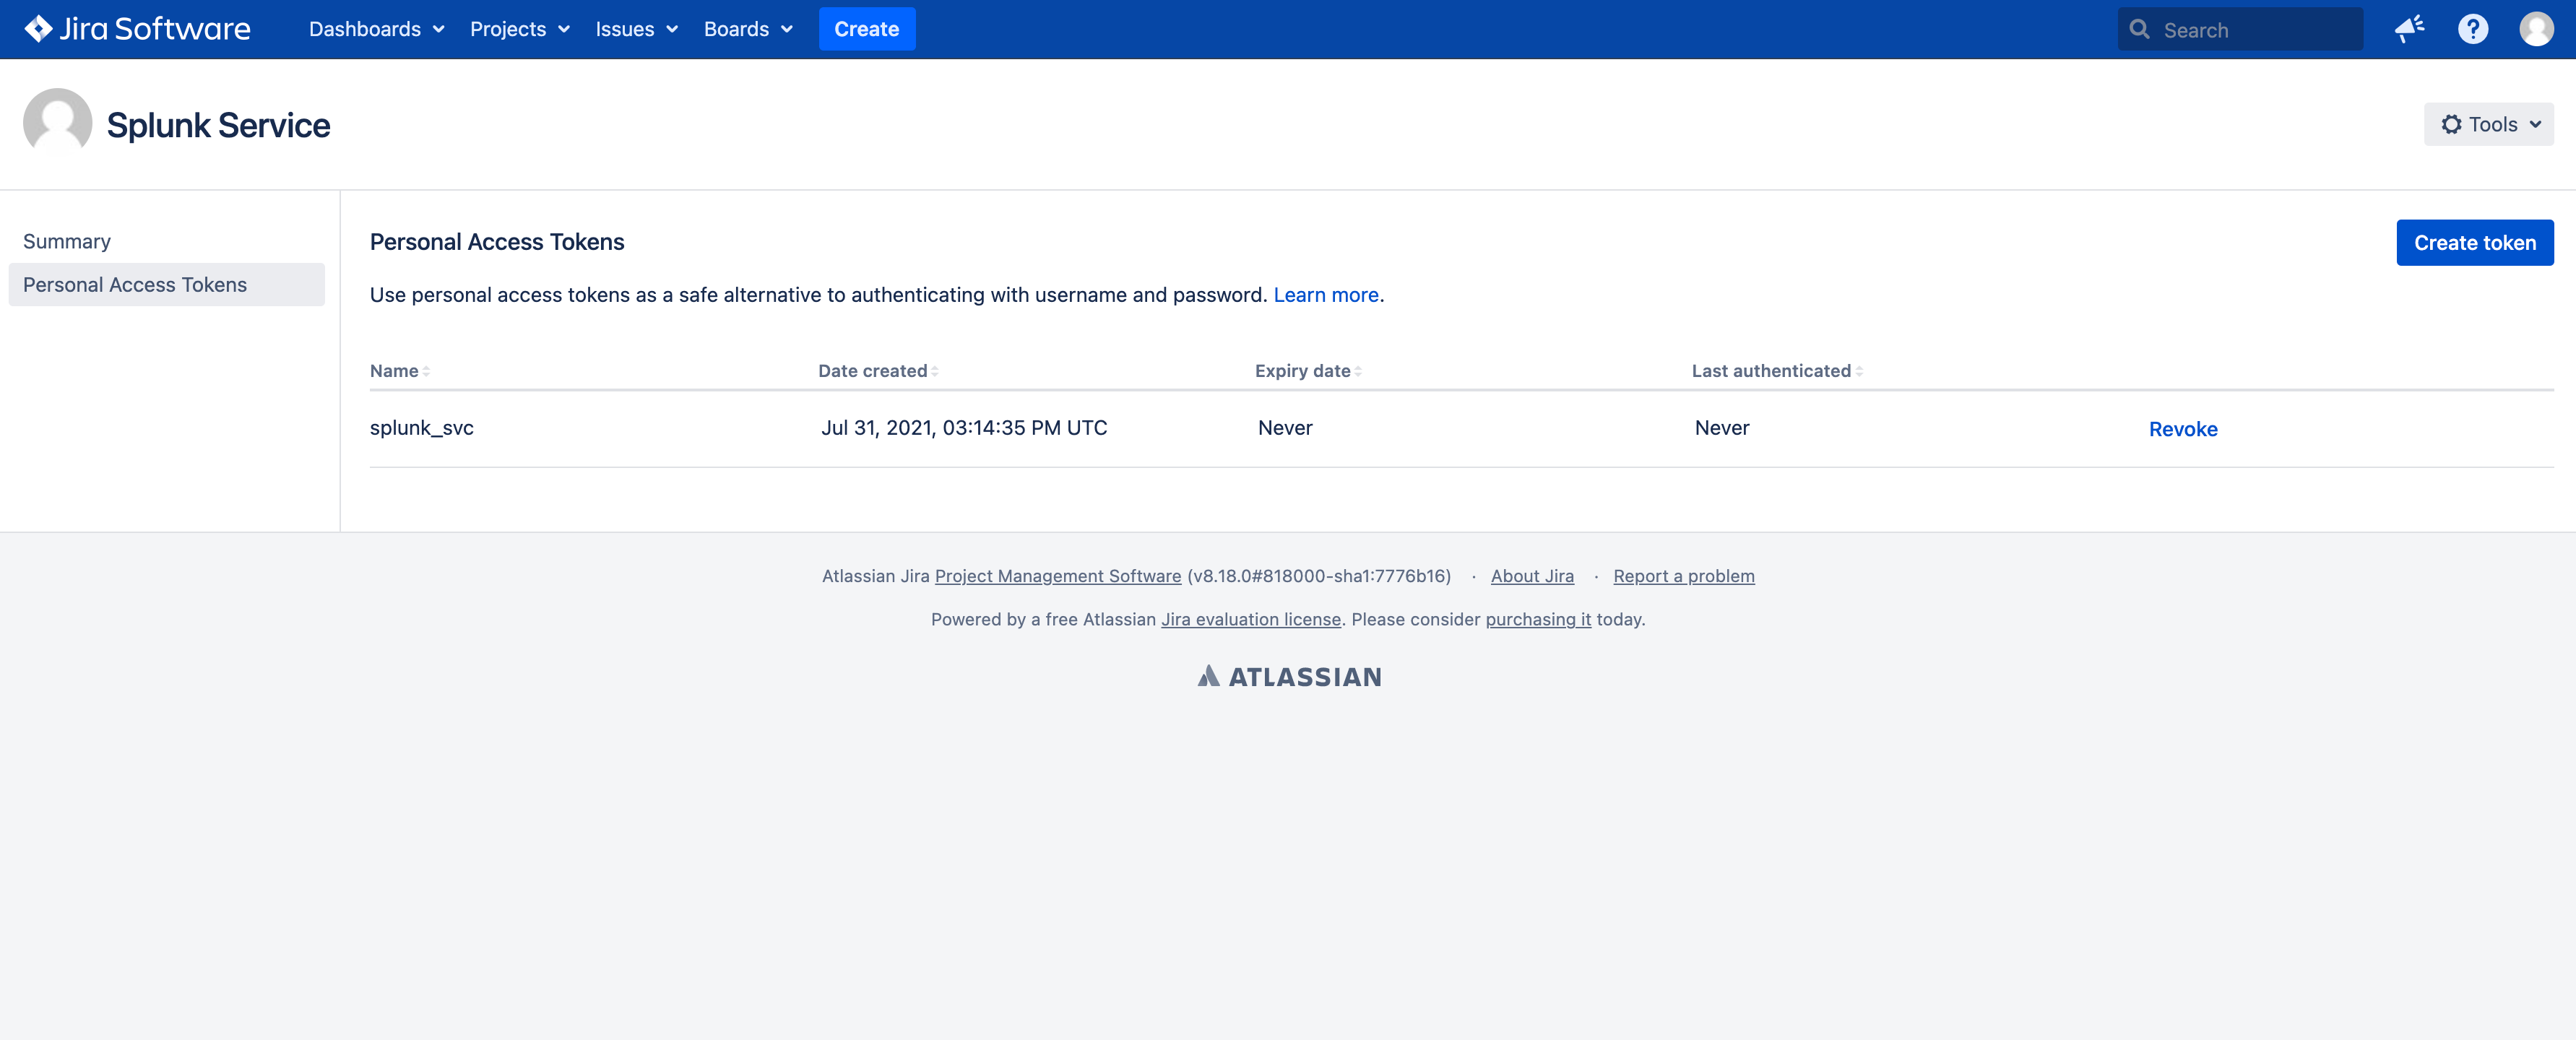 Jira Software Dashboards Projects Issues Boards Create Search ?
Splunk Service Tools
Summary
Personal Access Tokens
Personal Access Tokens Create token
Use personal access tokens as a safe alternative to authenticating with username and password. Learn more.
Name Date created Expiry date Last authenticated
splunk_svc Jul 31, 2021, 03:14:35 PM UTC Never Never Revoke
Atlassian Jira Project Management Software (v8.18.0#818000-sha1:7776b16) · About Jira · Report a problem
Powered by a free Atlassian Jira evaluation license. Please consider purchasing it today.
ATLASSIAN